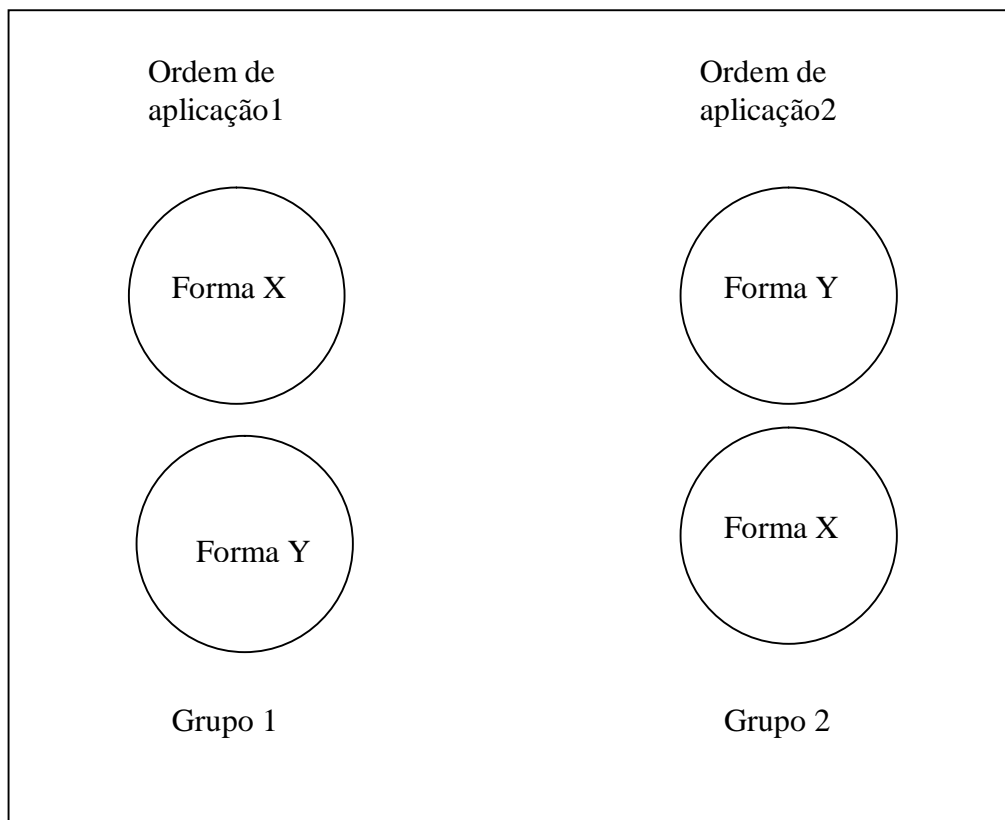 Ordem de
aplicação1
Ordem de
aplicação2
Forma X
Forma Y
Forma Y
Forma X
Grupo 1
Grupo 2